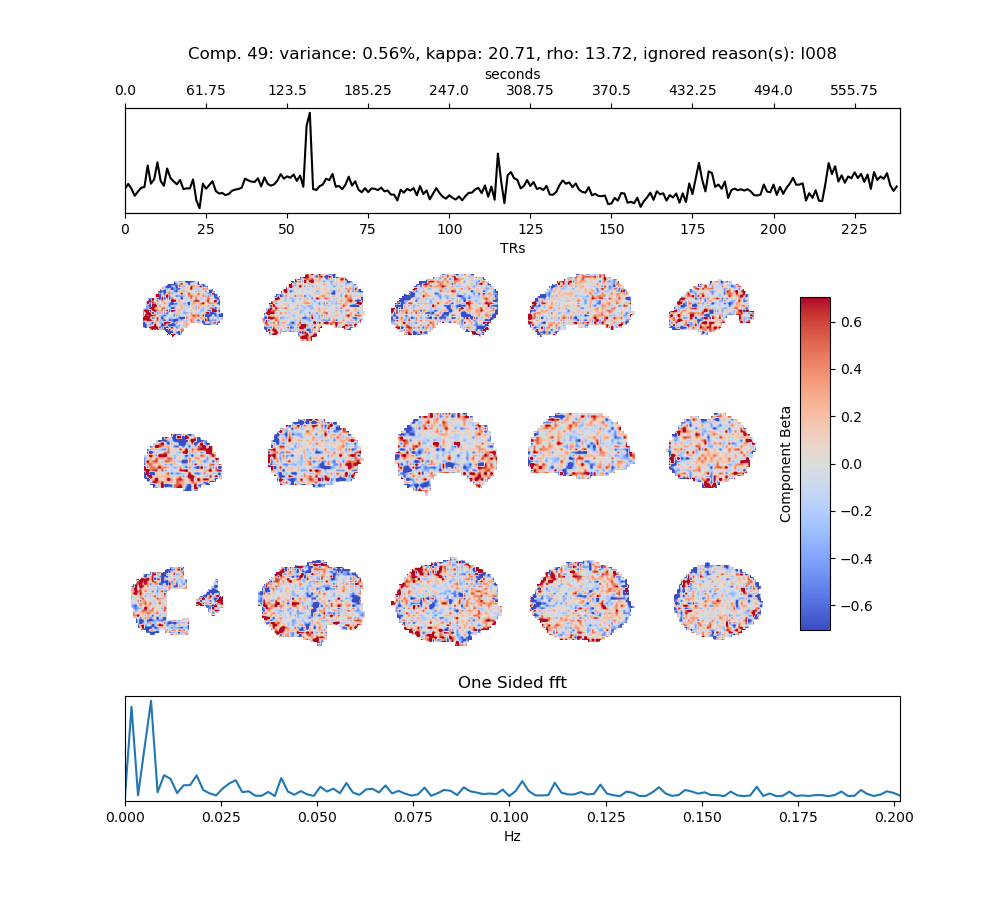 Comp. 49: variance: 0.56%, kappa: 20.71, rho: 13.72, ignored reason(s): I008
seconds
0.0 61.75 123.5 185.25 247.0 308.75 370.5 432.25 494.0 555.75
0 25 50 75 100 125 150 175 200 225
TRs
0.6
0.4
0.2
0.0
−0.2
−0.4
−0.6
Component Beta
One Sided fft
0.000 0.025 0.050 0.075 0.100 0.125 0.150 0.175 0.200
Hz